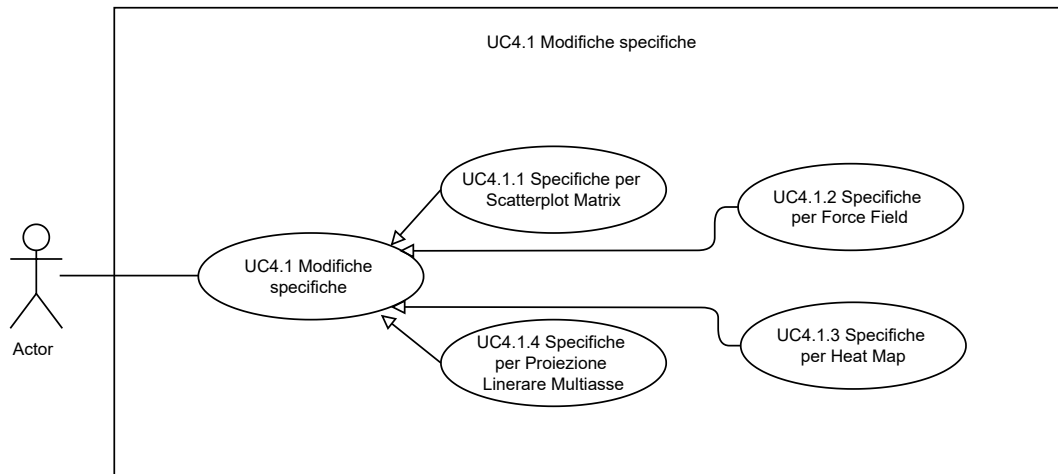 UC4.1 Modifiche specifiche
UC4.1.1 Specifiche per
Scatterplot Matrix
UC4.1.2 Specifiche
per Force Field
UC4.1 Modifiche
specifiche
UC4.1.4 Specifiche
per Proiezione
Linerare Multiasse
UC4.1.3 Specifiche
per Heat Map
Actor